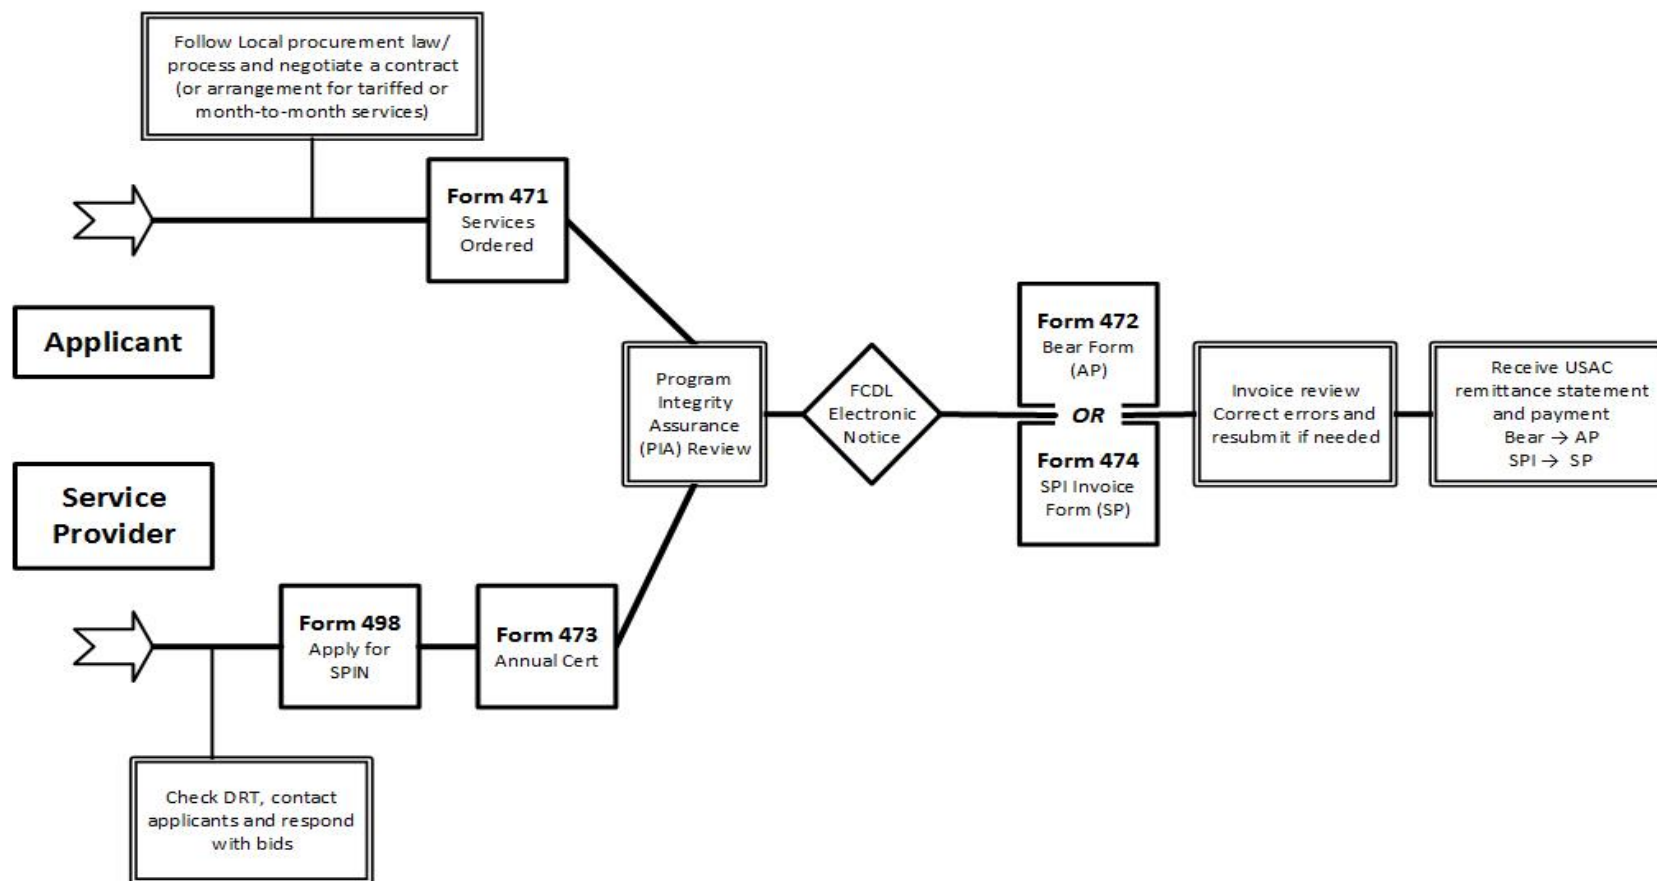 Follow Local procurement law/
process and negotiate a contract
(or arrangement for tariffed or
month-to-month services)
Form 471
Services
Ordered
Applicant
Service
Provider
Form 498
Apply for
SPIN
Form 473
Annual Cert
Check DRT, contact
applicants and respond
with bids
Program
Integrity
Assurance
(PIA) Review
FCDL
Electronic
Notice
Form 472
Bear Form
(AP)
OR
Form 474
SPI Invoice
Form (SP)
Invoice review
Correct errors and
resubmit if needed
Receive USAC
remittance statement
and payment
Bear → AP
SPI → SP